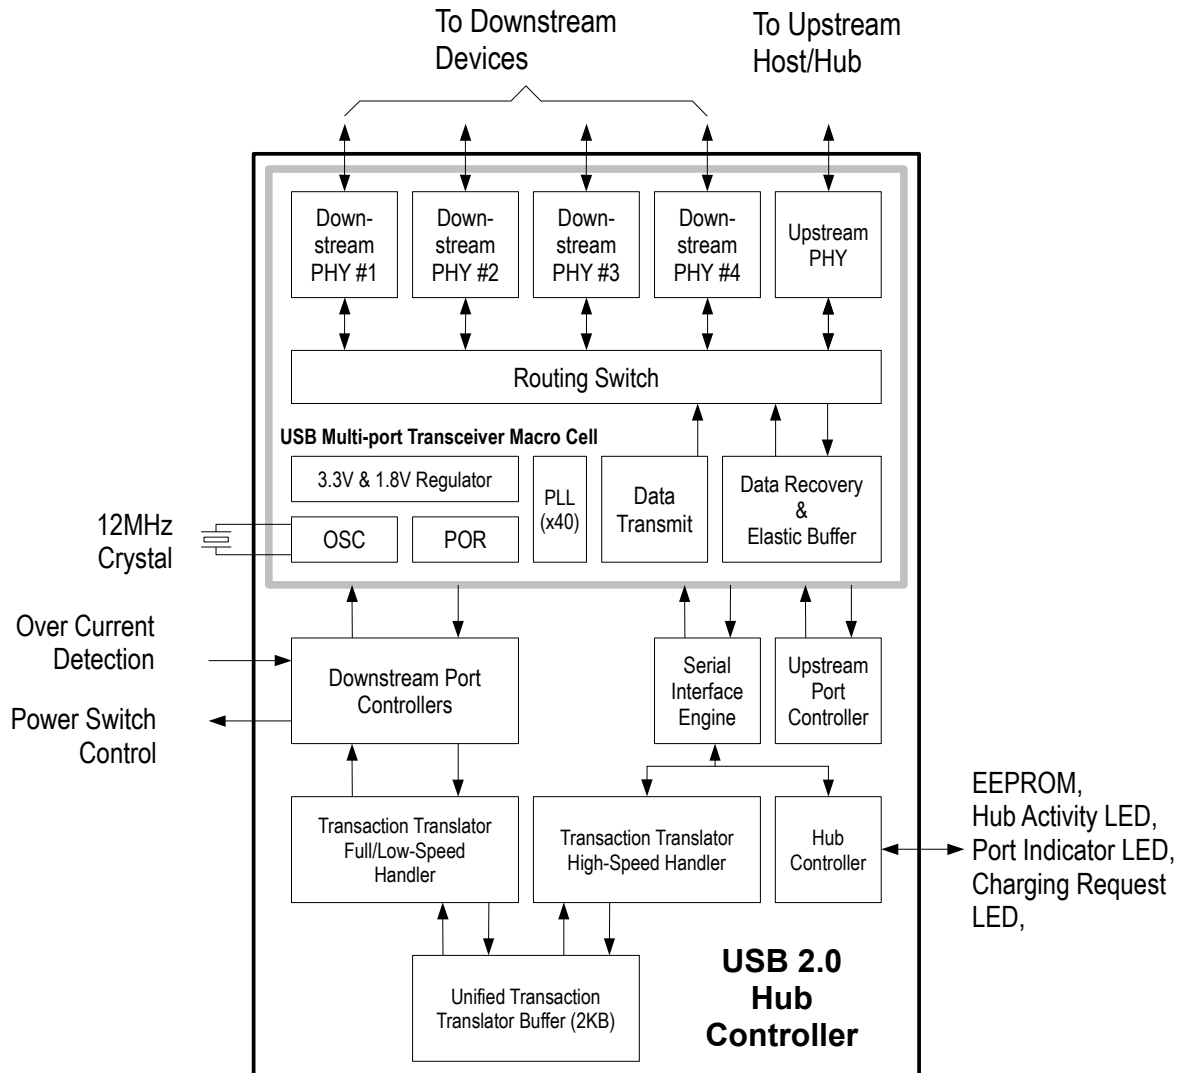 To Downstream
Devices
To Upstream
Host/Hub
Down-
stream
PHY #1
Down-
stream
PHY #2
Down-
stream
PHY #3
Down-
stream
PHY #4
Upstream
PHY
Routing Switch
USB Multi-port Transceiver Macro Cell
3.3V & 1.8V Regulator
PLL
(x40)
Data
Transmit
Data Recovery
&
Elastic Buffer
12MHz
Crystal
OSC
POR
Over Current
Detection
Power Switch
Control
Downstream Port
Controllers
Serial
Interface
Engine
Upstream
Port
Controller
Transaction Translator
Full/Low-Speed
Handler
Transaction Translator
High-Speed Handler
Hub
Controller
EEPROM,
Hub Activity LED,
Port Indicator LED,
Charging Request
LED,
Unified Transaction
Translator Buffer (2KB)
USB 2.0
Hub
Controller